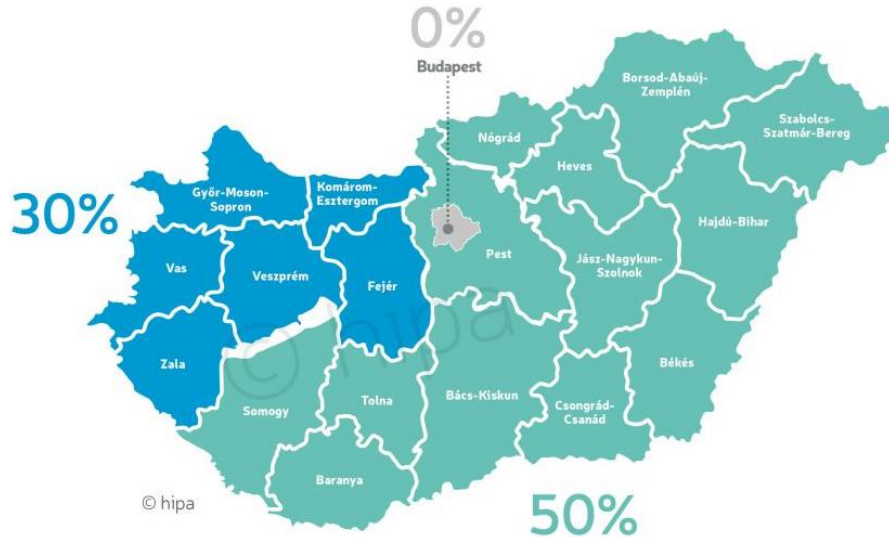 0%
Budapest
Borsod-Abaúj-
Zemplén
Szabolcs-
Szatmár-Bereg
Nógrád
Heves
Győr-Moson-
Sopron
Komárom-
Esztergom
30%
Hajdú-Bihar
Pest
Jász-Nagykun-
Szolnok
Vas
Veszprém
Fejér
© hipa
Zala
Békés
Somogy
Tolna
Bács-Kiskun
Csongrád-
Csanád
Baranya
© hipa
50%